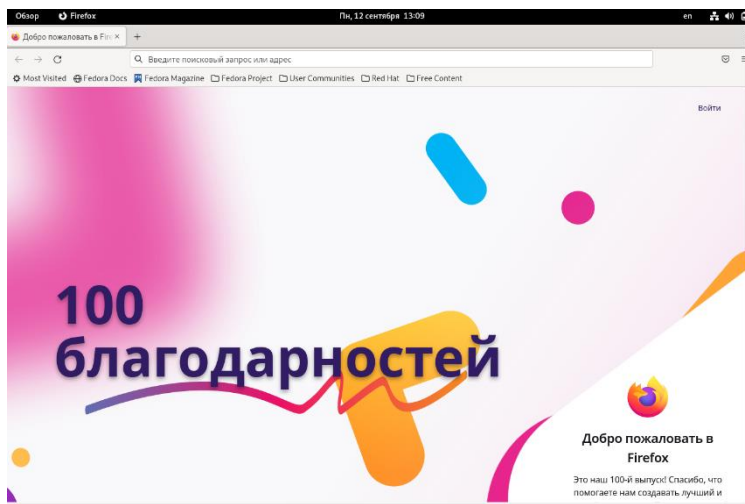 Обзор Firefox Пн, 12 сентября 13:09 en
Добро пожаловать в Fir × +
Введите поисковый запрос или адрес
Most Visited Fedora Docs Fedora Magazine Fedora Project User Communities Red Hat Free Content
Войти
100
благодарностей
Добро пожаловать в
Firefox
Это наш 100-й выпуск! Спасибо, что
помогаете нам создавать лучший и